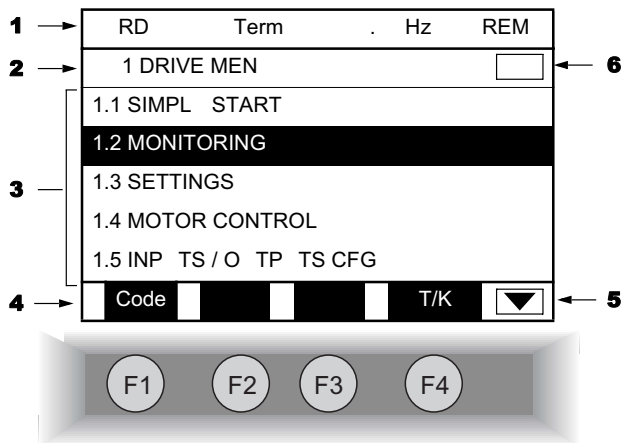 1
RD Term . Hz REM
2
1 DRIVE MEN
6
3
1.1 SIMPL START
1.2 MONITORING
1.3 SETTINGS
1.4 MOTOR CONTROL
1.5 INP TS / O TP TS CFG
4
Code T/K
5
F1 F2 F3 F4